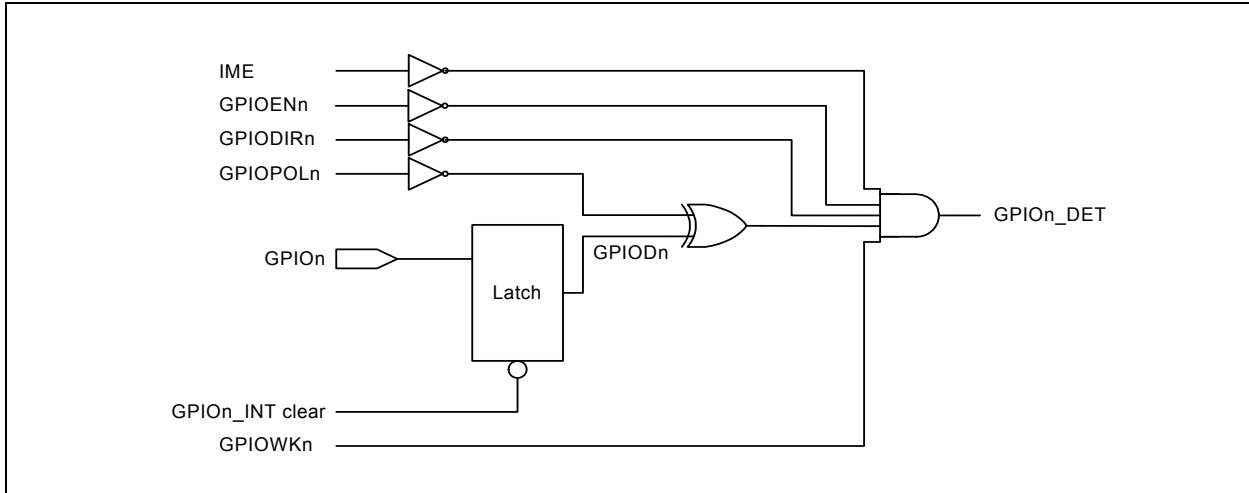 IME
GPIOENn
GPIODIRn
GPIOPOLn
GPIOn_DET
GPIODn
GPIOn
Latch
GPIOn_INT clear
GPIOWKn